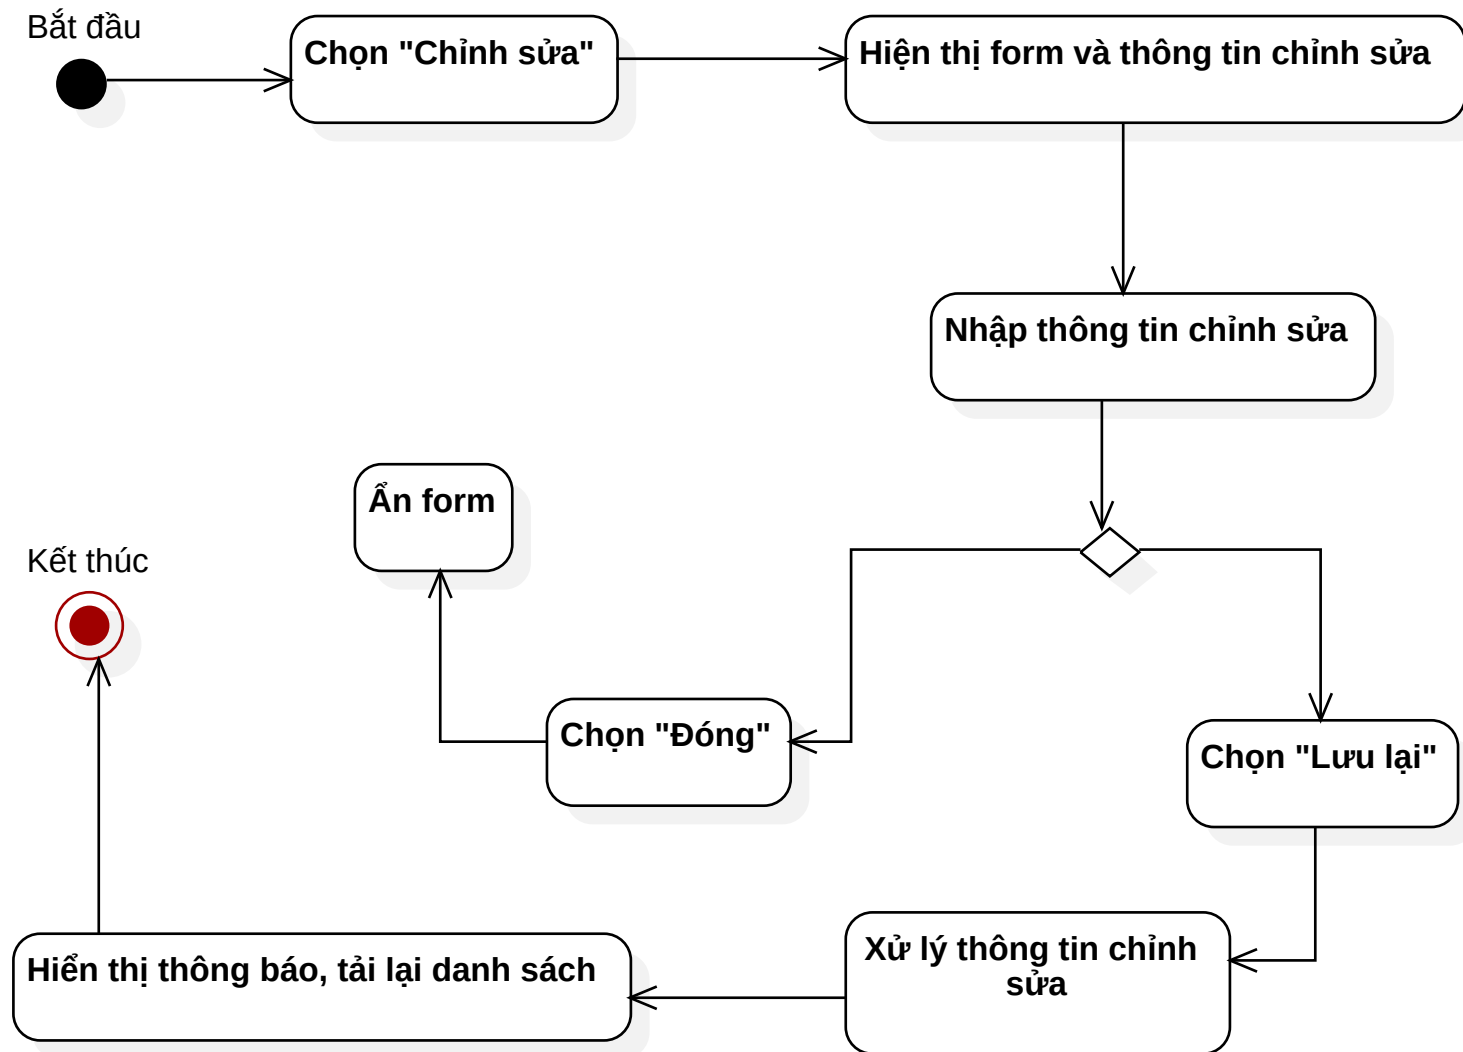 Bắt đầu
Chọn "Chỉnh sửa"
Hiện thị form và thông tin chỉnh sửa
Nhập thông tin chỉnh sửa
Ẩn form
Kết thúc
Chọn "Đóng"
Chọn "Lưu lại"
Xử lý thông tin chỉnh
sửa
Hiển thị thông báo, tải lại danh sách